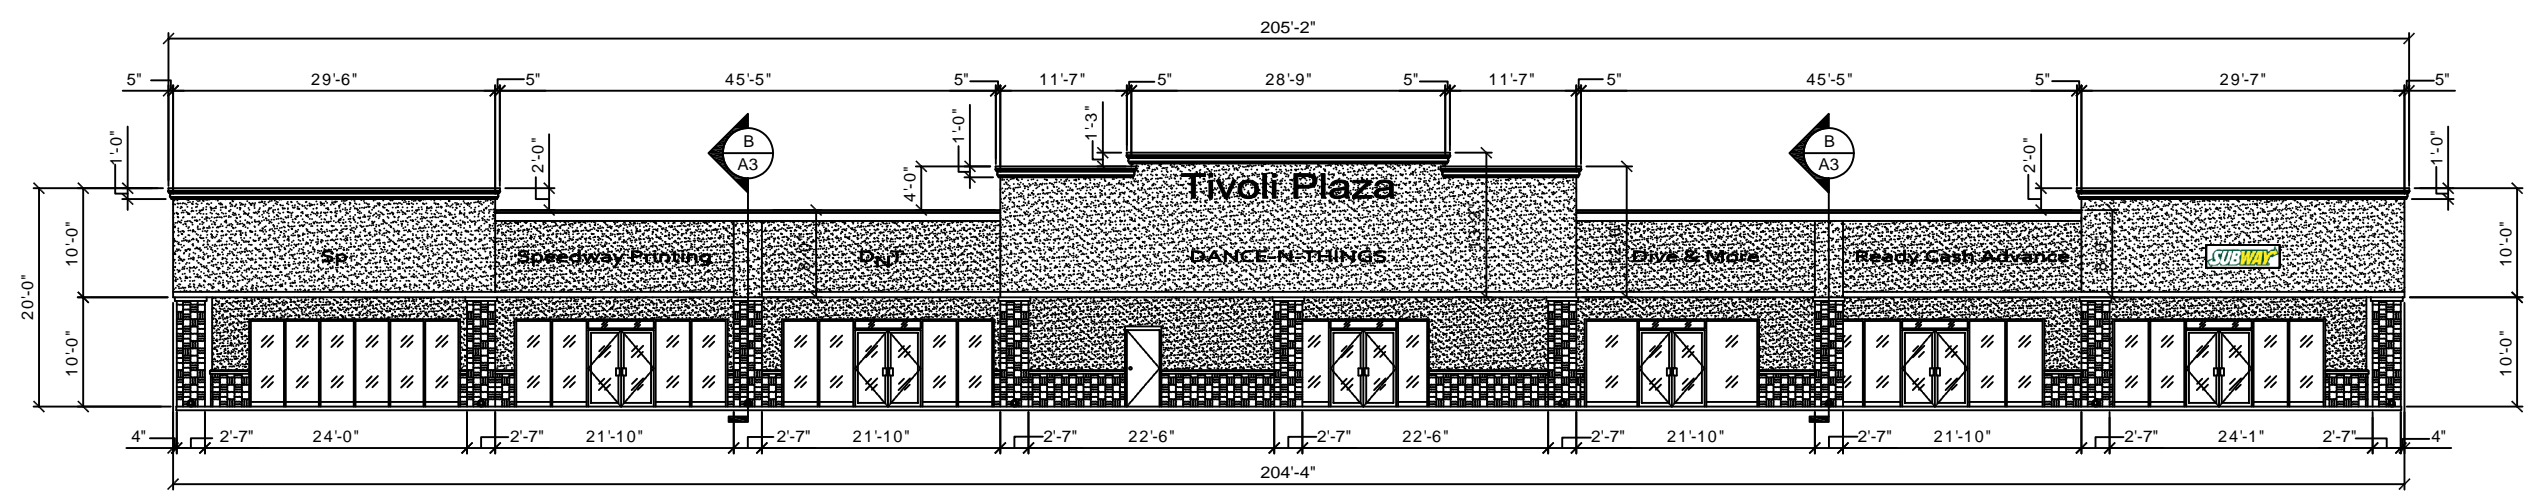 205'-2"
5" 29'-6" 5" 45'-5" 5" 11'-7" 5" 28'-9" 5" 11'-7" 5" 45'-5" 5" 29'-7" 5"
1'-0" 2'-0" 1'-0" 1'-3" 2'-0" 1'-0"
B B
A3 A3
4'-0"
Tivoli Plaza
20'-0" 10'-0" 10'-0"
Sp Speedway Printing DNT DANCE-N-THINGS Dive & More Ready Cash Advance SUBWAY
10'-0" 10'-0"
4" 2'-7" 24'-0" 2'-7" 21'-10" 2'-7" 21'-10" 2'-7" 22'-6" 2'-7" 22'-6" 2'-7" 21'-10" 2'-7" 21'-10" 2'-7" 24'-1" 2'-7" 4"
204'-4"